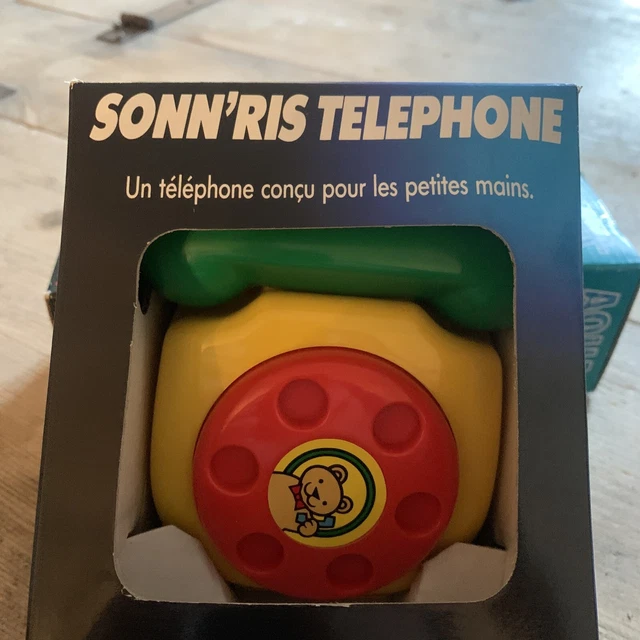 SONN'RIS TELEPHONE
Un téléphone conçu pour les petites mains.